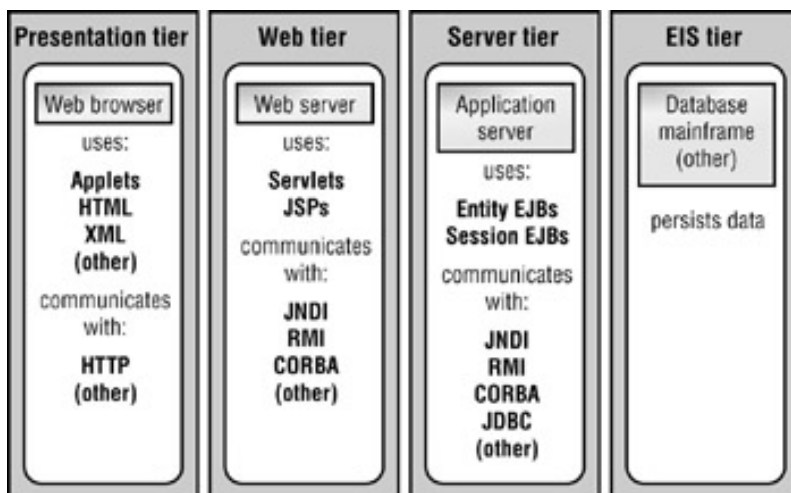 Presentation tier
Web browser
uses:
Applets
HTML
XML
(other)
communicates
with:
HTTP
(other)
Web tier
Web server
uses:
Servlets
JSPs
communicates
with:
JNDI
RMI
CORBA
(other)
Server tier
Application
server
uses:
Entity EJBs
Session EJBs
communicates
with:
JNDI
RMI
CORBA
JDBC
(other)
EIS tier
Database
mainframe
(other)
persists data